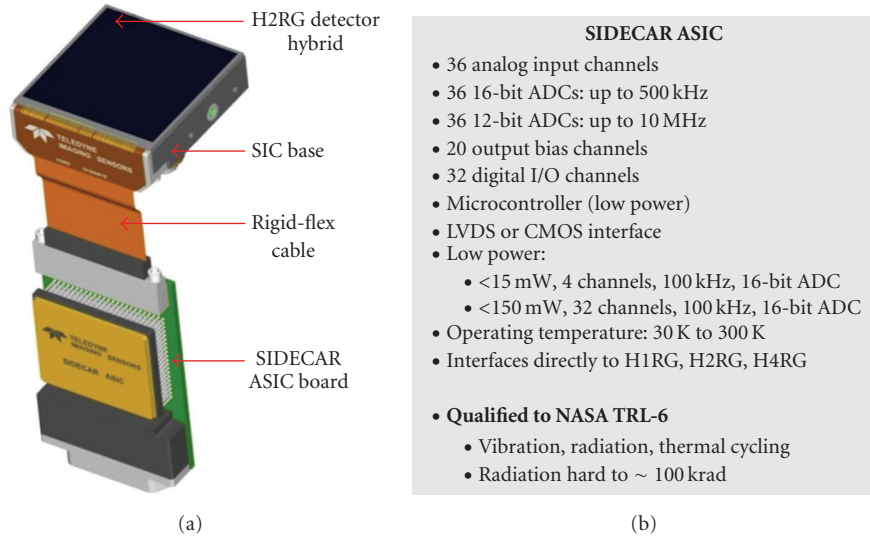 H2RG detector
hybrid
SIC base
Rigid-flex
cable
SIDECAR
ASIC board
TELEDYNE
IMAGING SENSORS
TELEDYNE
IMAGING SENSORS
SIDECAR ASIC
(a)
SIDECAR ASIC
• 36 analog input channels
• 36 16-bit ADCs: up to 500 kHz
• 36 12-bit ADCs: up to 10 MHz
• 20 output bias channels
• 32 digital I/O channels
• Microcontroller (low power)
• LVDS or CMOS interface
• Low power:
• <15 mW, 4 channels, 100 kHz, 16-bit ADC
• <150 mW, 32 channels, 100 kHz, 16-bit ADC
• Operating temperature: 30 K to 300 K
• Interfaces directly to H1RG, H2RG, H4RG
• Qualified to NASA TRL-6
• Vibration, radiation, thermal cycling
• Radiation hard to ~ 100 krad
(b)